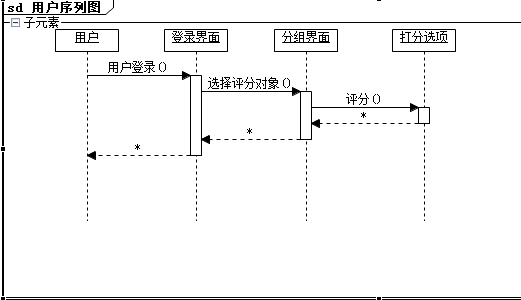 sd 用户序列图
子元素
用户 登录界面 分组界面 打分选项
用户登录()
选择评分对象()
评分()
*
*
*